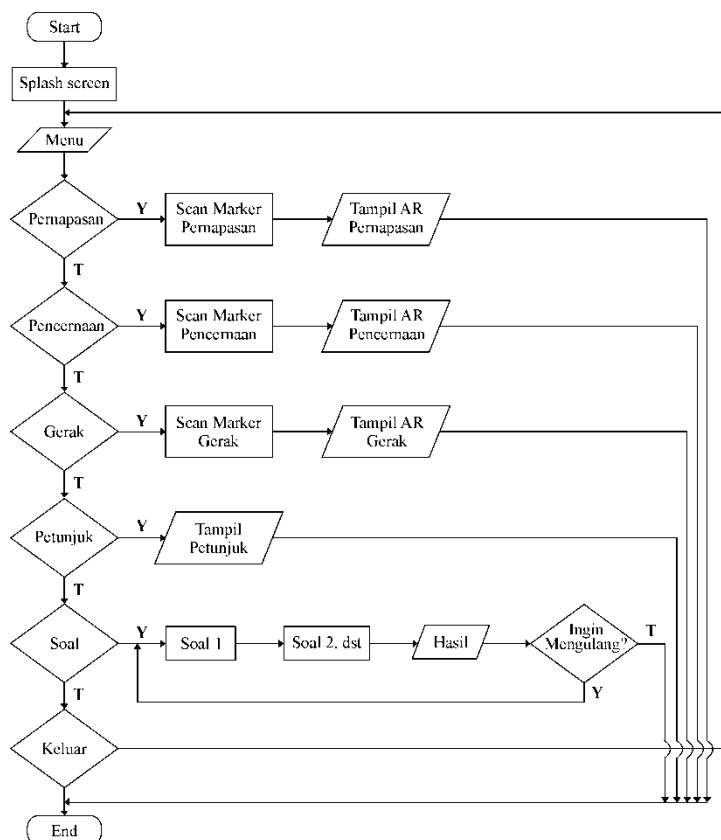 Start
Splash screen
Menu
Pernapasan
Y
Scan Marker
Pernapasan
Tampil AR
Pernapasan
T
Pencernaan
Y
Scan Marker
Pencernaan
Tampil AR
Pencernaan
T
Gerak
Y
Scan Marker
Gerak
Tampil AR
Gerak
T
Petunjuk
Y
Tampil
Petunjuk
T
Soal
Y
Soal 1
Soal 2. dst
Hasil
Ingin
Mengulang?
T
Y
T
Keluar
End